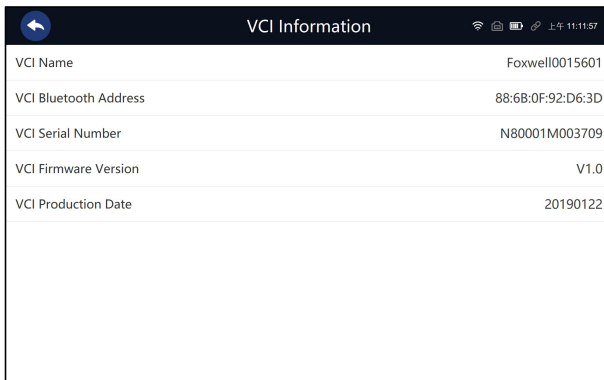 VCI Information 上午 11:11:57
VCI Name Foxwell0015601
VCI Bluetooth Address 88:6B:0F:92:D6:3D
VCI Serial Number N80001M003709
VCI Firmware Version V1.0
VCI Production Date 20190122